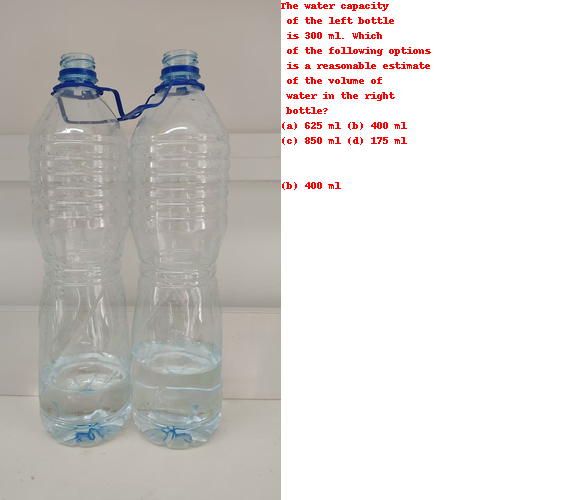 The water capacity
of the left bottle
is 300 ml. Which
of the following options
is a reasonable estimate
of the volume of
water in the right
bottle?
(a) 625 ml (b) 400 ml
(c) 850 ml (d) 175 ml
(b) 400 ml